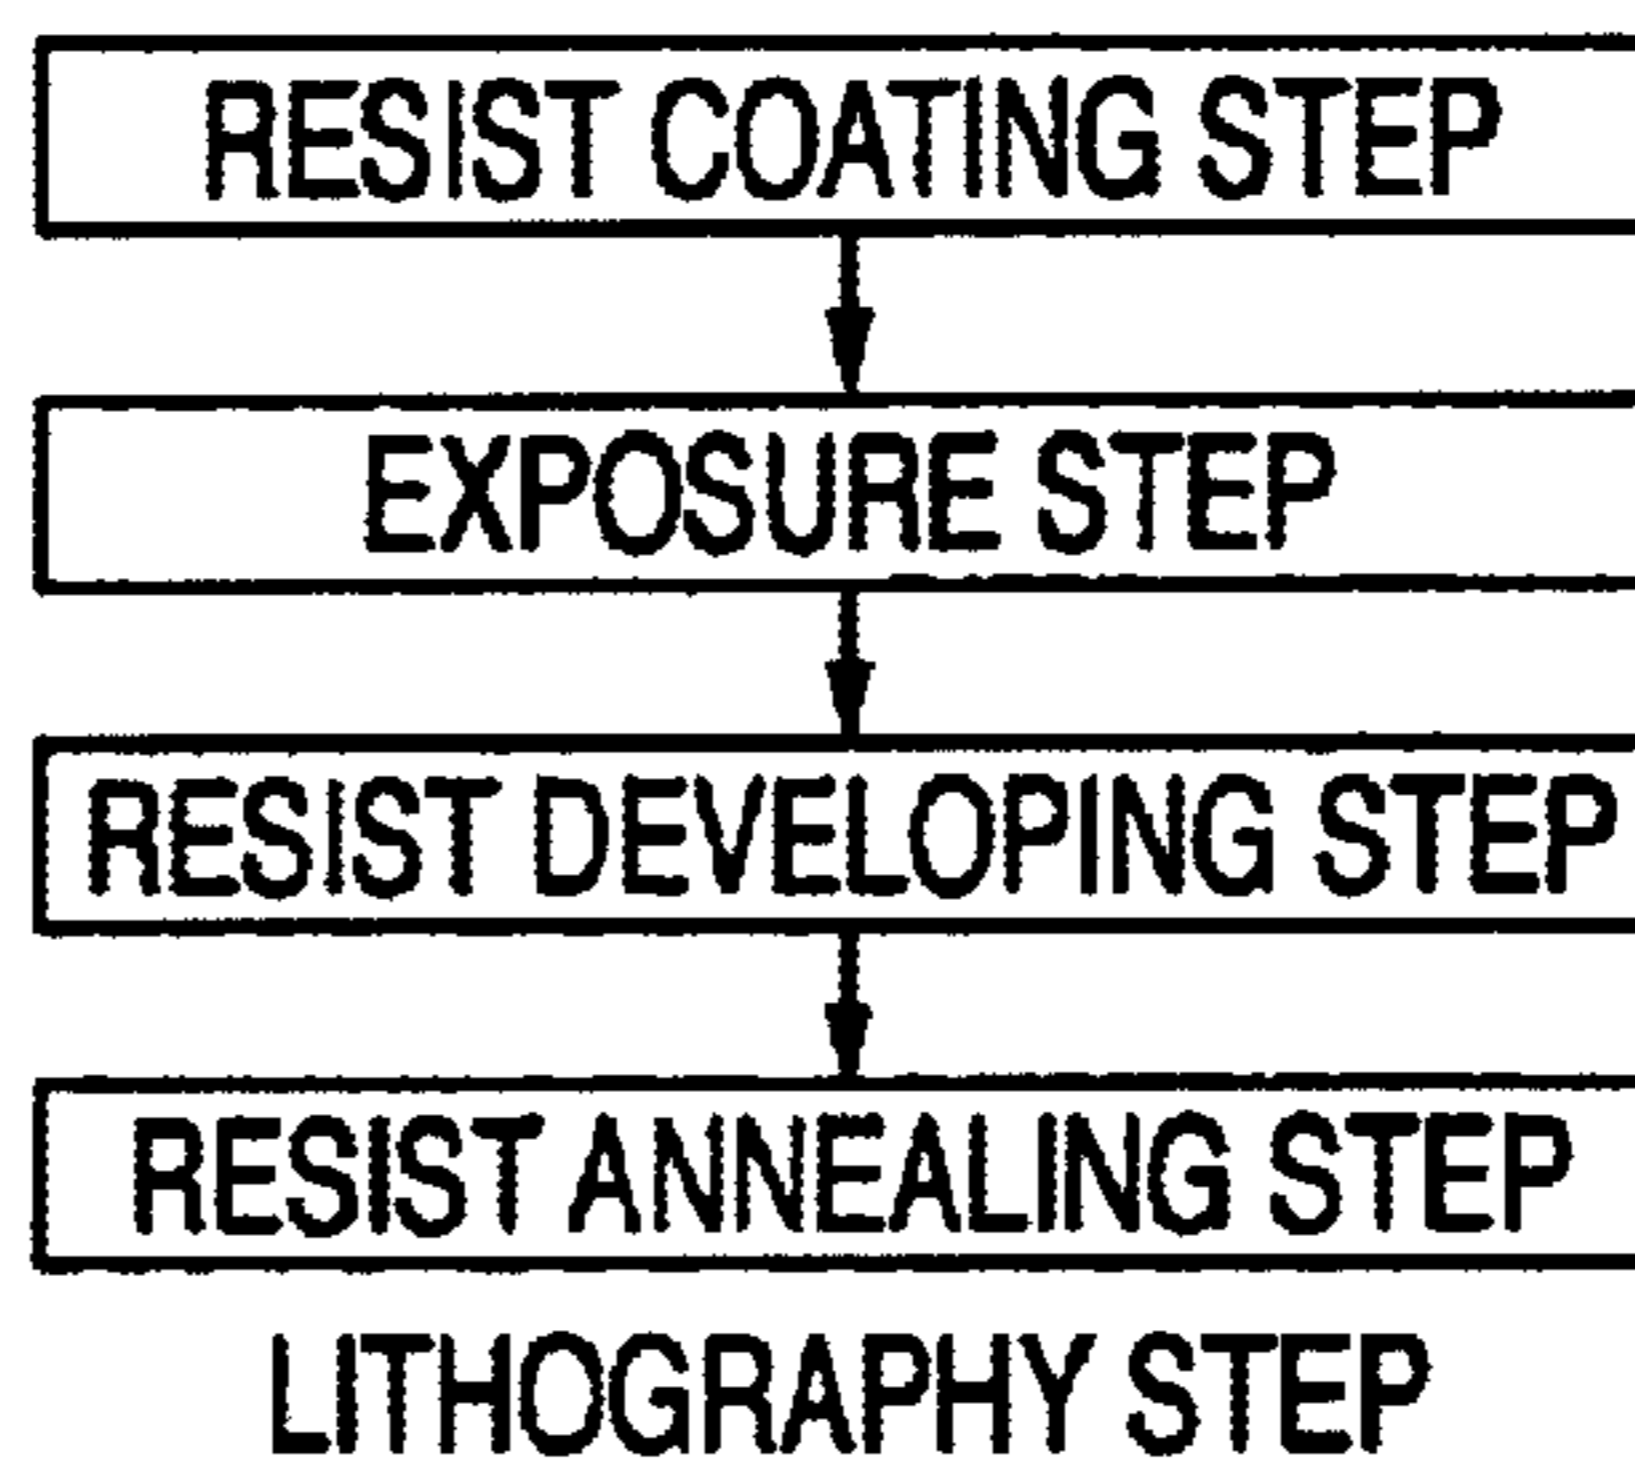 RESIST COATING STEP
EXPOSURE STEP
RESIST DEVELOPING STEP
RESIST ANNEALING STEP
LITHOGRAPHY STEP